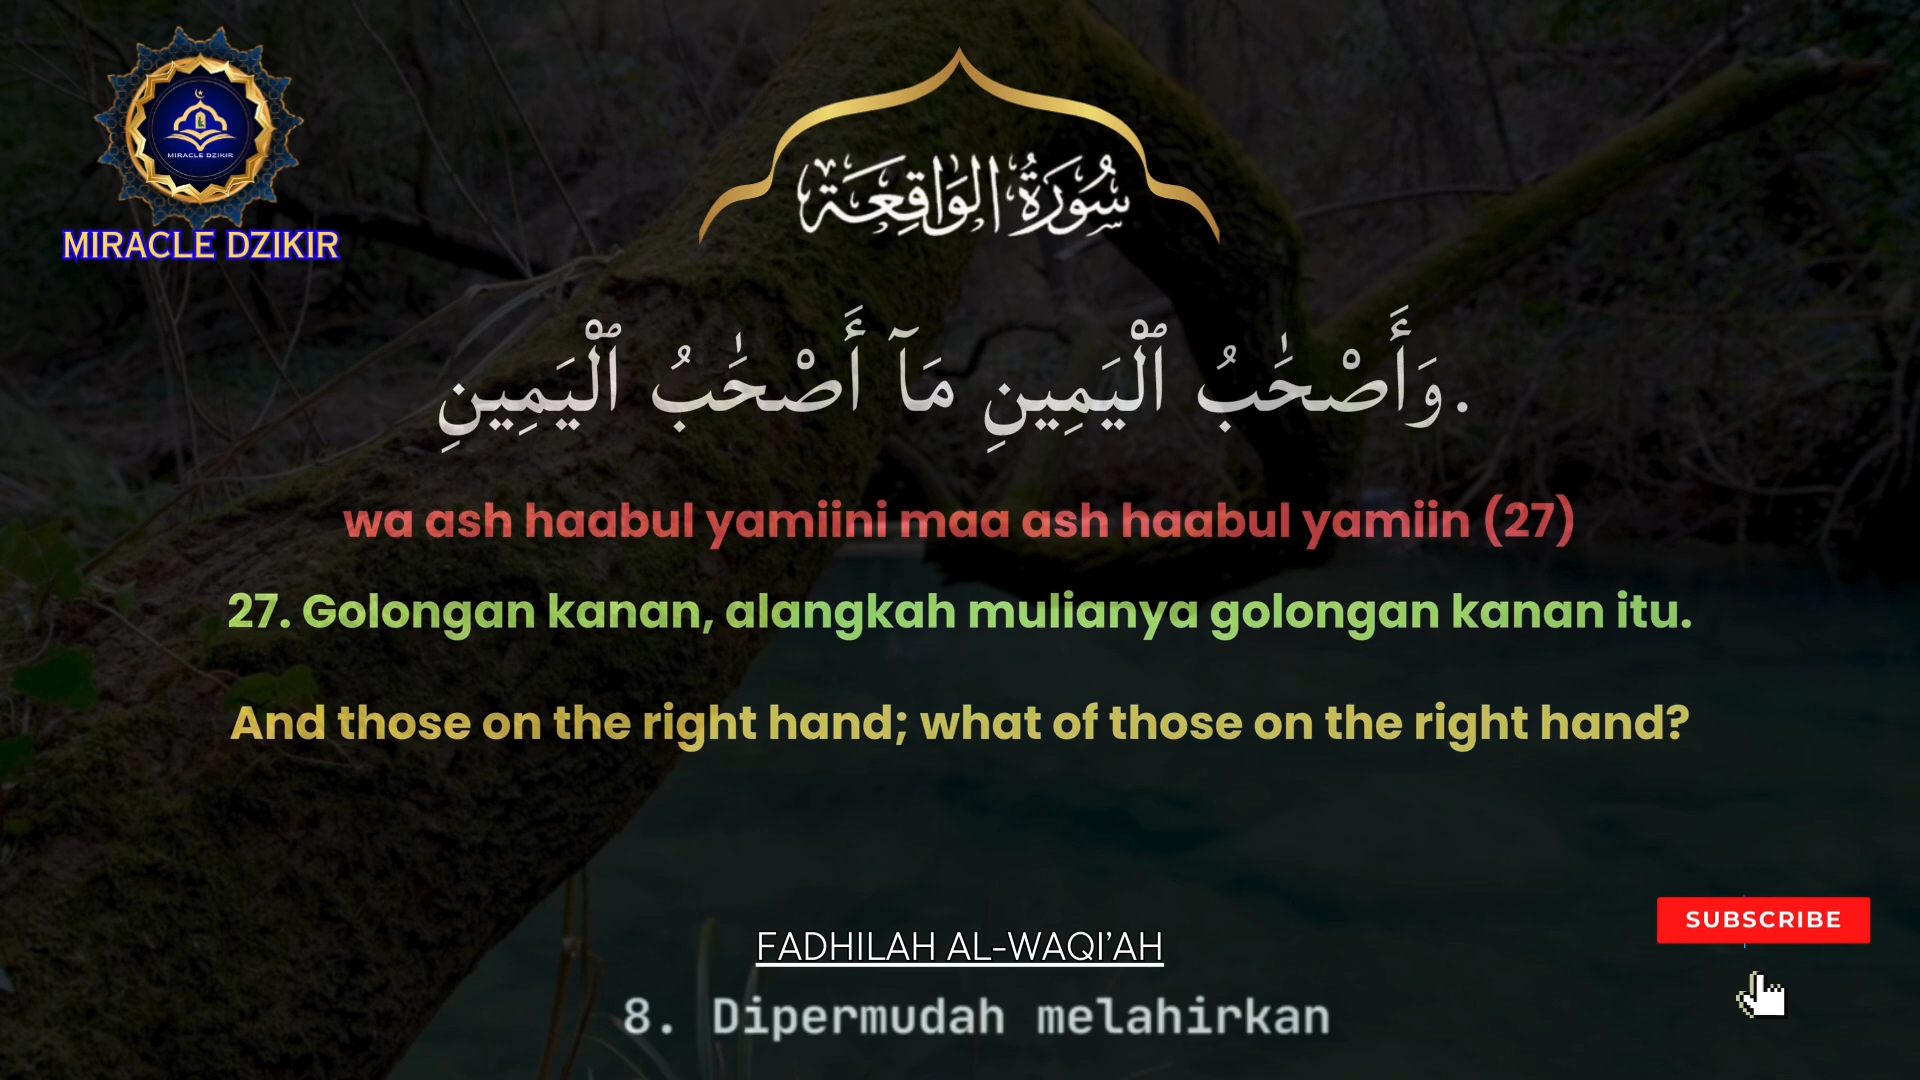 MIRACLE DZIKIR
MIRACLE DZIKIR
سُورَةُ الوَاقِعَة
وَأَصْحَٰبُ ٱلْيَمِينِ مَآ أَصْحَٰبُ ٱلْيَمِينِ.
wa ash haabul yamiini maa ash haabul yamiin (27)
27. Golongan kanan, alangkah mulianya golongan kanan itu.
And those on the right hand; what of those on the right hand?
SUBSCRIBE
FADHILAH AL-WAQI’AH
8. Dipermudah melahirkan